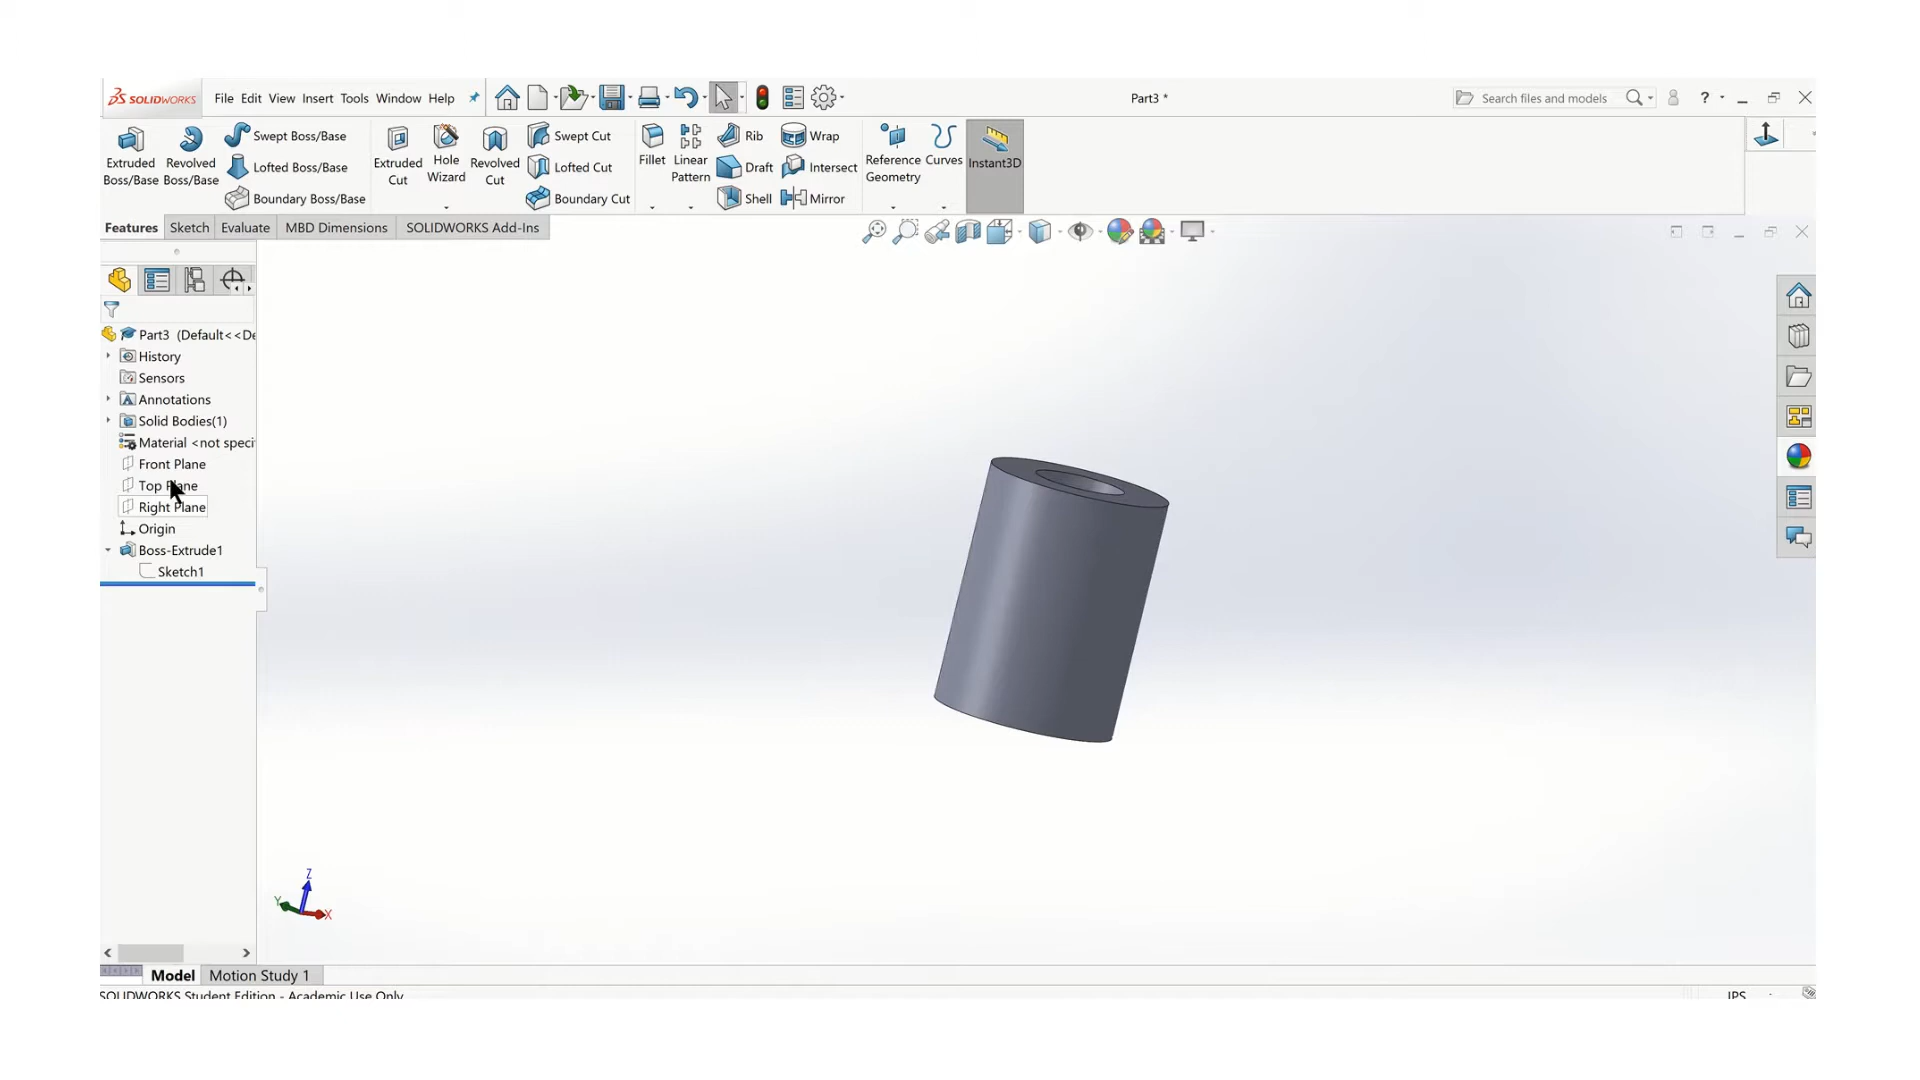 SOLIDWORKS File Edit View Insert Tools Window Help Part3 * Search files and models ?
Extruded Boss/Base
Revolved Boss/Base
Swept Boss/Base
Lofted Boss/Base
Boundary Boss/Base
Extruded Cut
Hole Wizard
Revolved Cut
Swept Cut
Lofted Cut
Boundary Cut
Fillet
Linear Pattern
Rib
Draft
Shell
Wrap
Intersect
Mirror
Reference Geometry
Curves
Instant3D
Features Sketch Evaluate MBD Dimensions SOLIDWORKS Add-Ins
Part3 (Default<<De
History
Sensors
Annotations
Solid Bodies(1)
Material <not speci
Front Plane
Top Plane
Right Plane
Origin
Boss-Extrude1
Sketch1
Z
Y
X
Model Motion Study 1
SOLIDWORKS Student Edition - Academic Use Only IPS